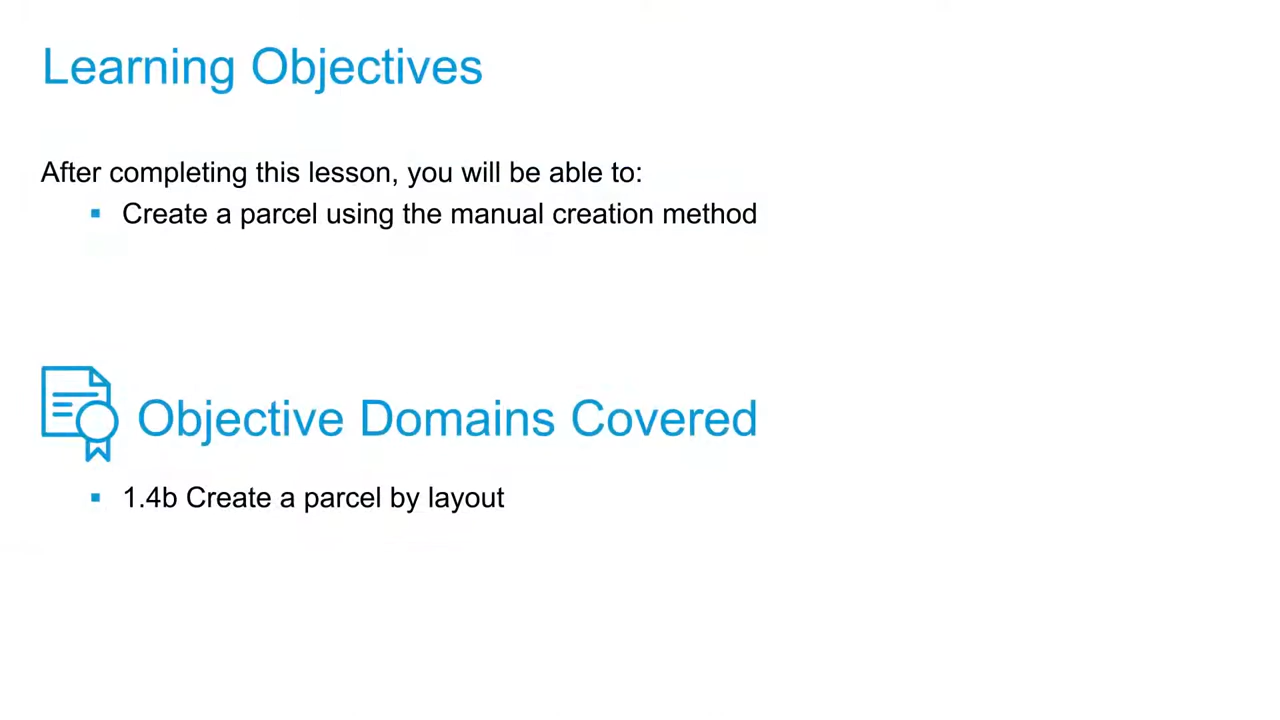 Learning Objectives
After completing this lesson, you will be able to:
▪ Create a parcel using the manual creation method
Objective Domains Covered
▪ 1.4b Create a parcel by layout